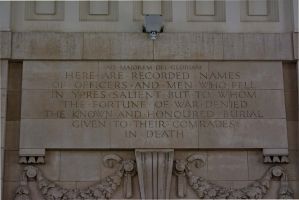 AD MAJOREM DEI GLORIAM
HERE ARE RECORDED NAMES
OF OFFICERS AND MEN WHO FELL
IN YPRES SALIENT BUT TO WHOM
THE FORTUNE OF WAR DENIED
THE KNOWN AND HONOURED BURIAL
GIVEN TO THEIR COMRADES
IN DEATH